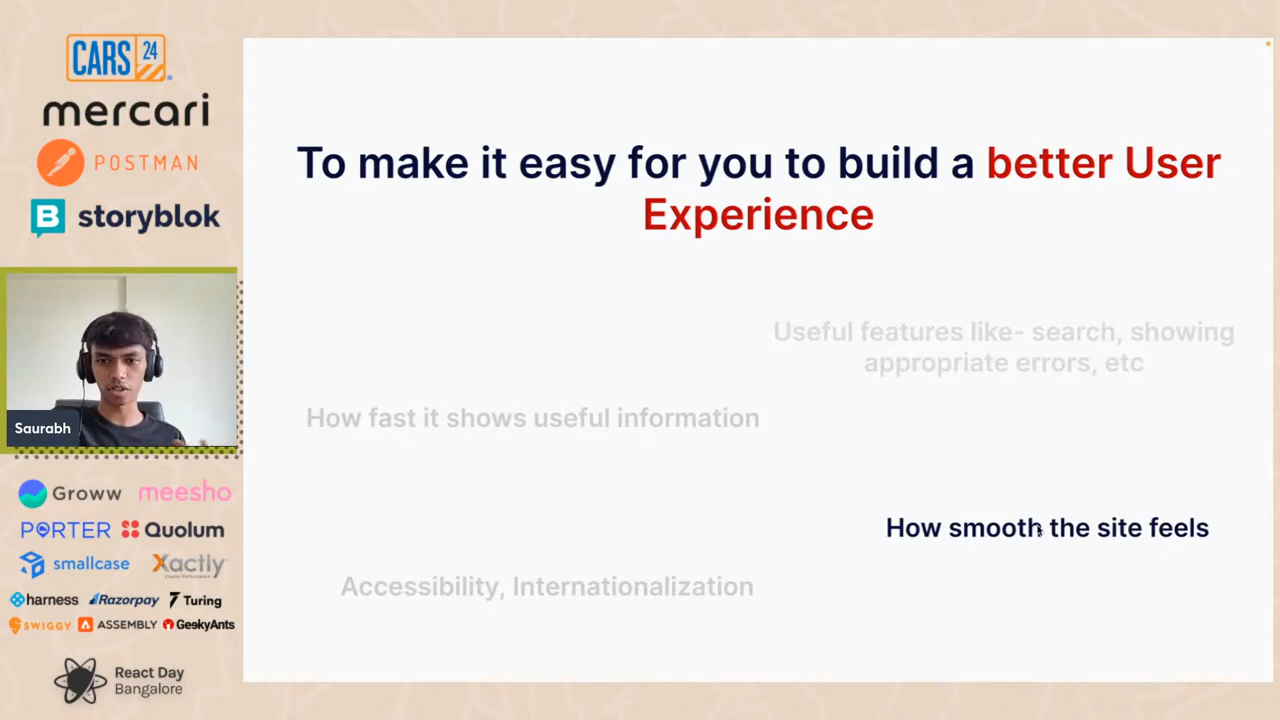 CARS 24
mercari
POSTMAN
storyblok
Saurabh
Groww meesho
PORTER Quolum
smallcase Xactly
harness Razorpay Turing
SWIGGY ASSEMBLY GeekyAnts
React Day
Bangalore
To make it easy for you to build a better User
Experience
Useful features like- search, showing
appropriate errors, etc
How fast it shows useful information
How smooth the site feels
Accessibility, Internationalization